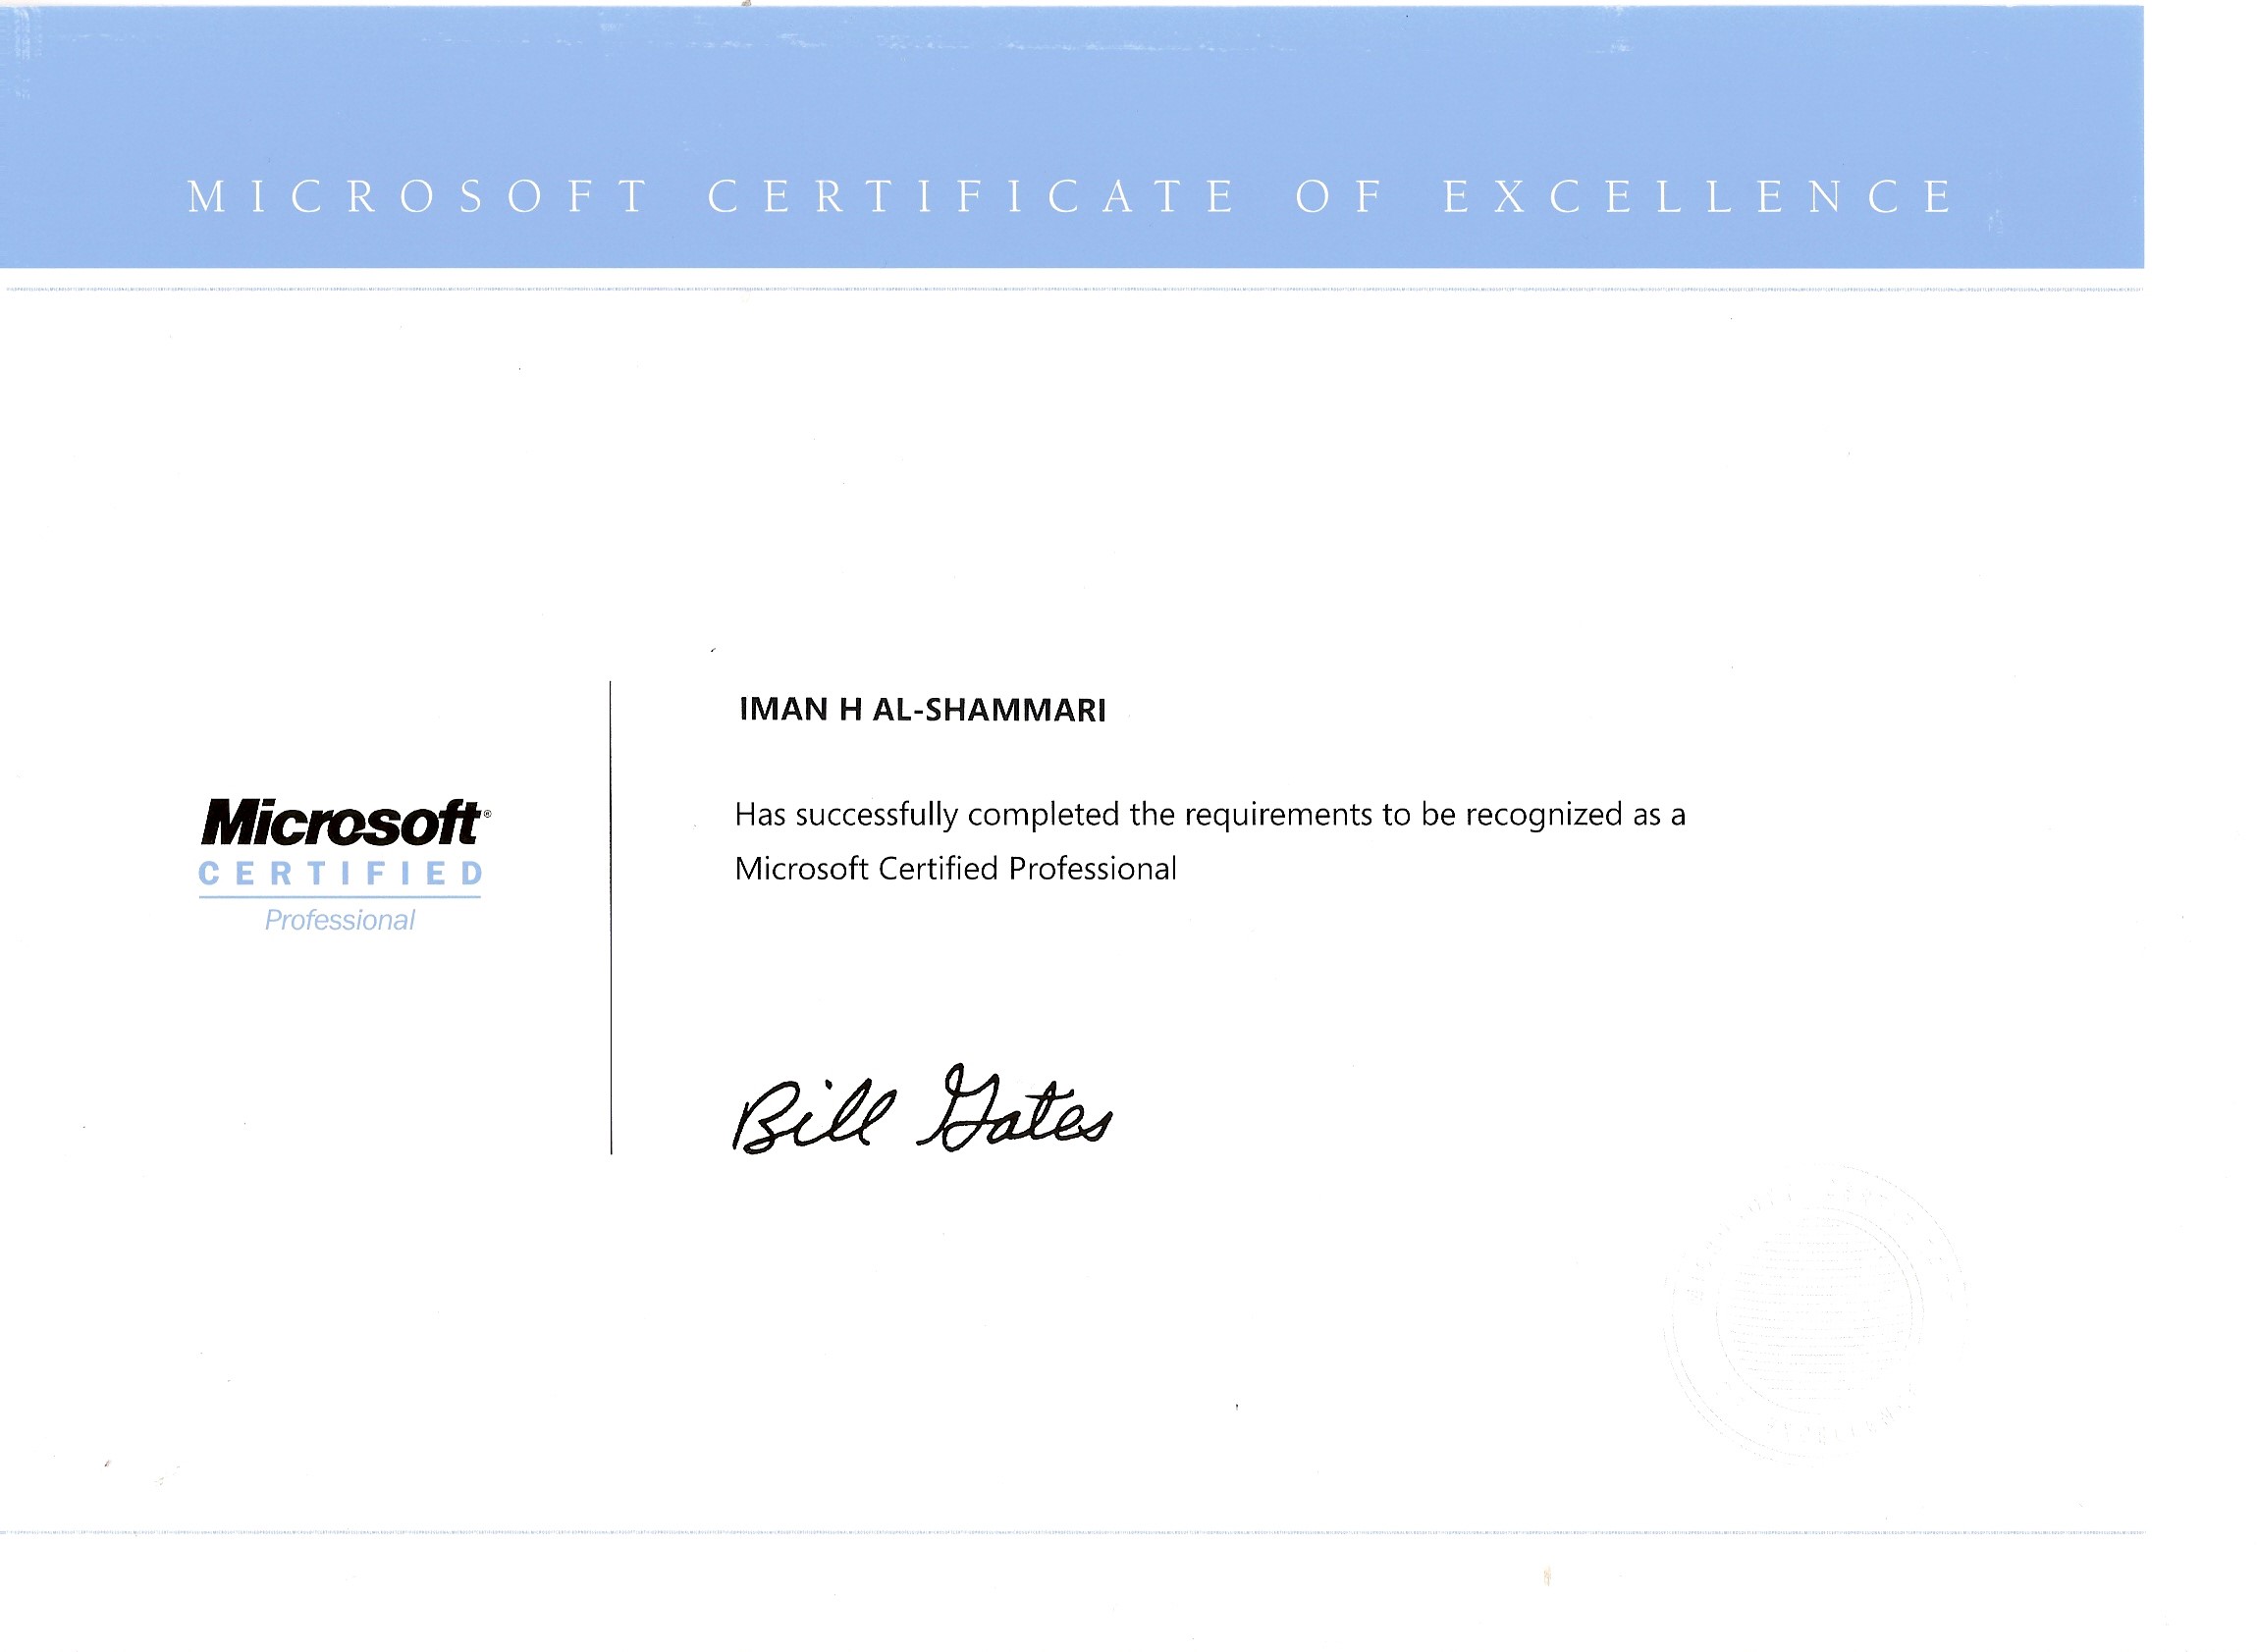 MICROSOFT CERTIFICATE OF EXCELLENCE
IMAN H AL-SHAMMARI
Microsoft®
CERTIFIED
Professional
Has successfully completed the requirements to be recognized as a
Microsoft Certified Professional
Bill Gates